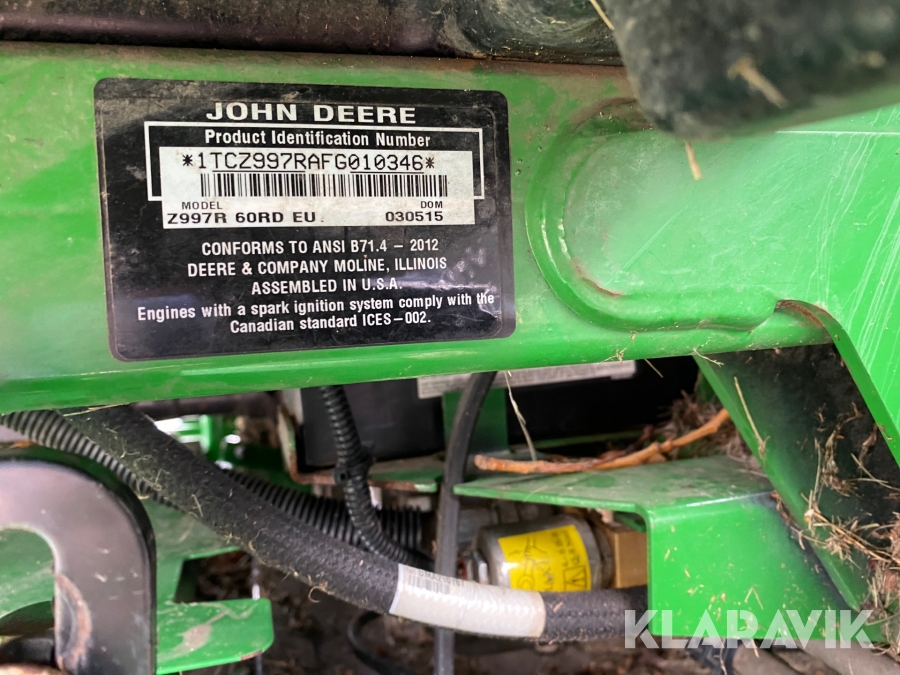 JOHN DEERE
Product Identification Number
*1TCZ997RAFG010346*
MODEL DOM
Z997R 60RD EU. 030515
CONFORMS TO ANSI B71.4 - 2012
DEERE & COMPANY MOLINE, ILLINOIS
ASSEMBLED IN U.S.A.
Engines with a spark ignition system comply with the
Canadian standard ICES-002.
KLARAVIK